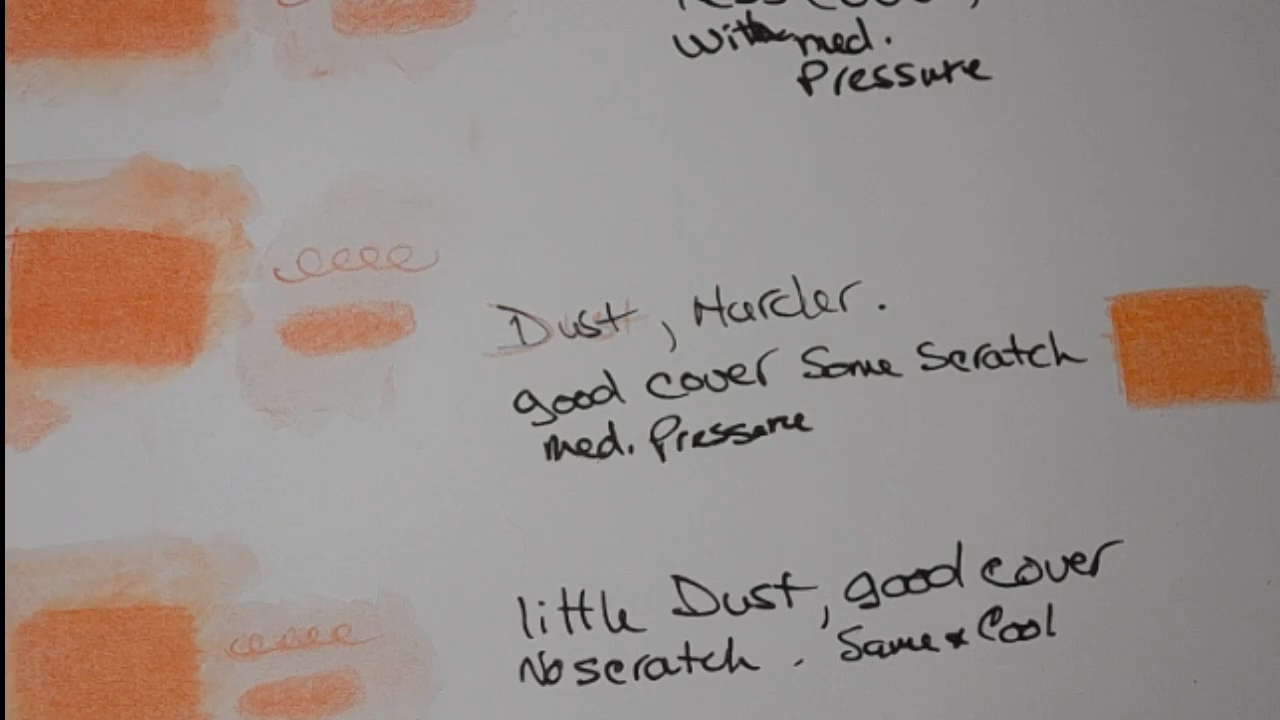 With med.
Pressure
Dust, Harder.
good cover Some Scratch
med. Pressure
little Dust, good cover
No scratch. Same & Cool